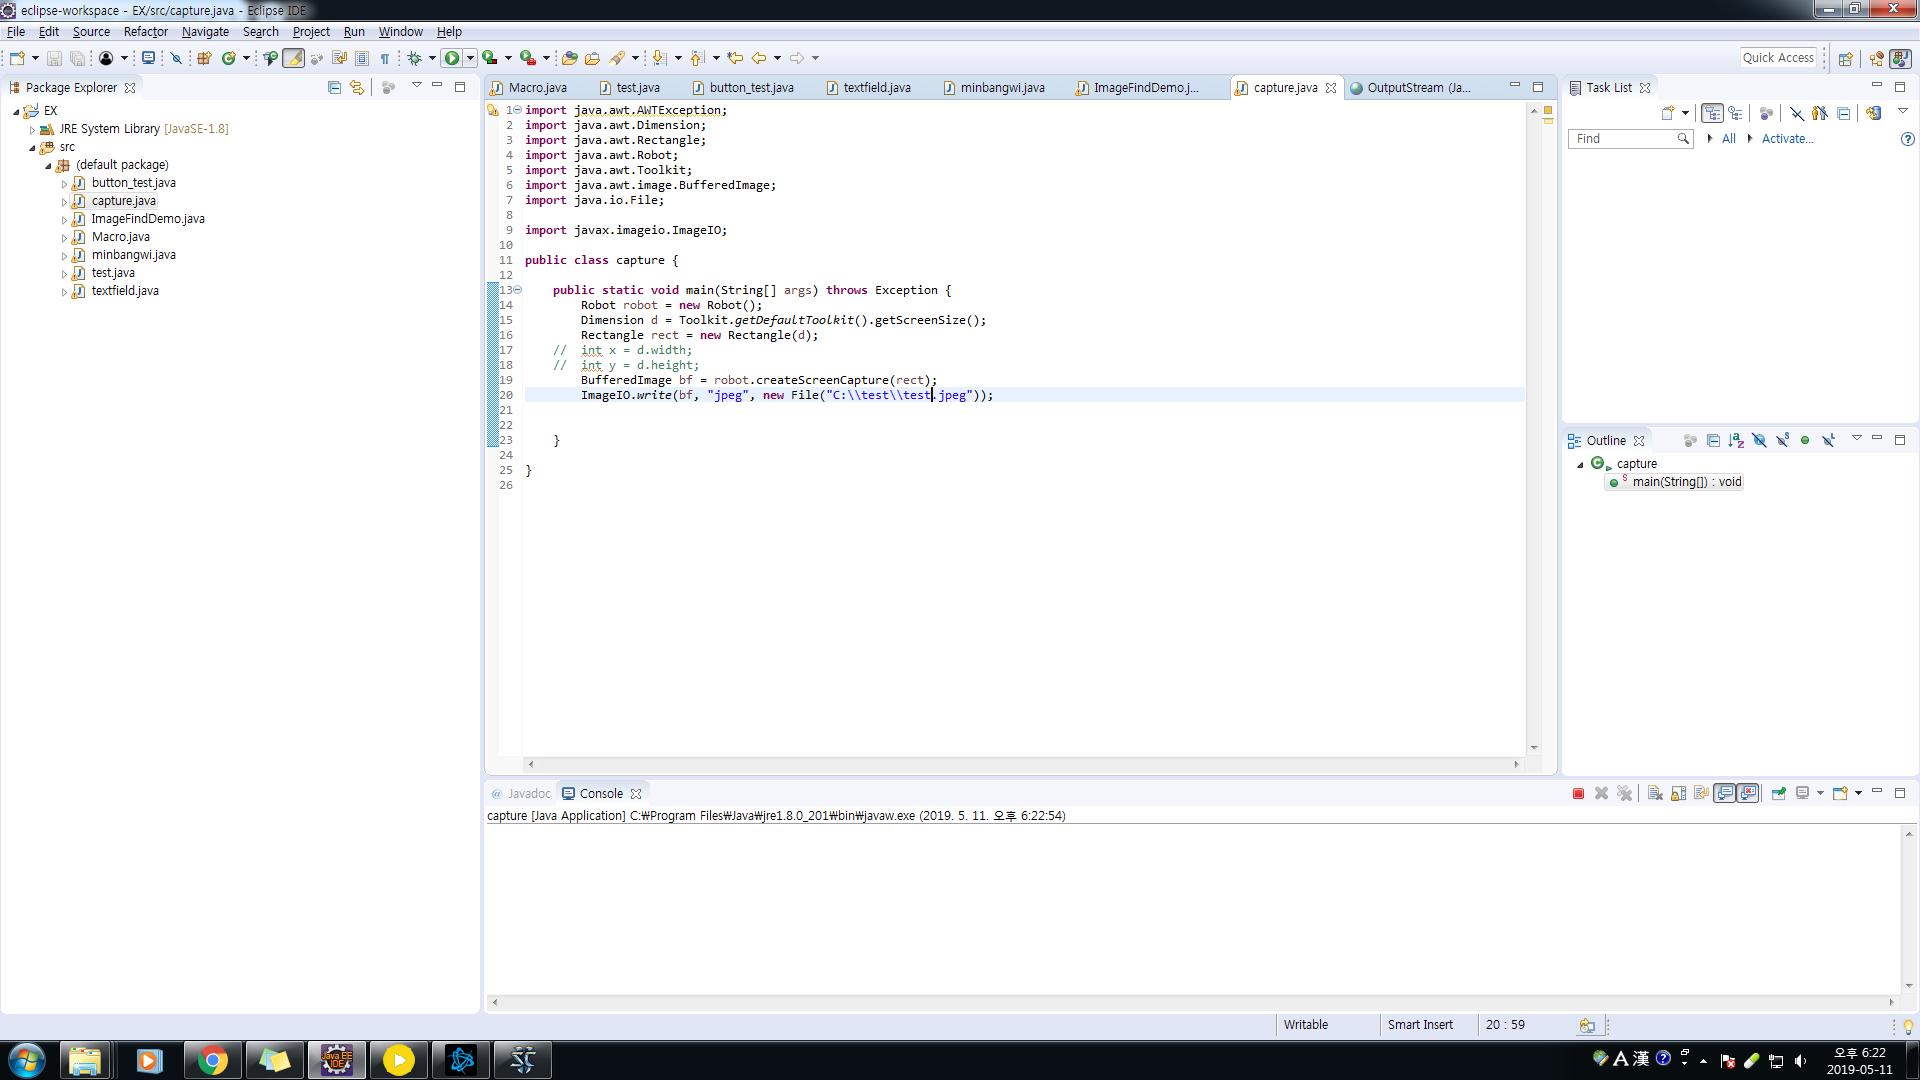 eclipse-workspace - EX/src/capture.java - Eclipse IDE
File Edit Source Refactor Navigate Search Project Run Window Help
Quick Access
Package Explorer
EX
JRE System Library [JavaSE-1.8]
src
(default package)
button_test.java
capture.java
ImageFindDemo.java
Macro.java
minbangwi.java
test.java
textfield.java
Macro.java test.java button_test.java textfield.java minbangwi.java ImageFindDemo.j... capture.java OutputStream (Ja...
1 import java.awt.AWTException;
2 import java.awt.Dimension;
3 import java.awt.Rectangle;
4 import java.awt.Robot;
5 import java.awt.Toolkit;
6 import java.awt.image.BufferedImage;
7 import java.io.File;
8
9 import javax.imageio.ImageIO;
10
11 public class capture {
12
13 public static void main(String[] args) throws Exception {
14 Robot robot = new Robot();
15 Dimension d = Toolkit.getDefaultToolkit().getScreenSize();
16 Rectangle rect = new Rectangle(d);
17 // int x = d.width;
18 // int y = d.height;
19 BufferedImage bf = robot.createScreenCapture(rect);
20 ImageIO.write(bf, "jpeg", new File("C:\\test\\test.jpeg"));
21
22
23 }
24
25 }
26
Task List
Find All Activate...
Outline
capture
main(String[]) : void
@ Javadoc Console
capture [Java Application] C:₩Program Files₩Java₩jre1.8.0_201₩bin₩javaw.exe (2019. 5. 11. 오후 6:22:54)
Writable Smart Insert 20 : 59
Java EE
IDE
A 漢
오후 6:22
2019-05-11